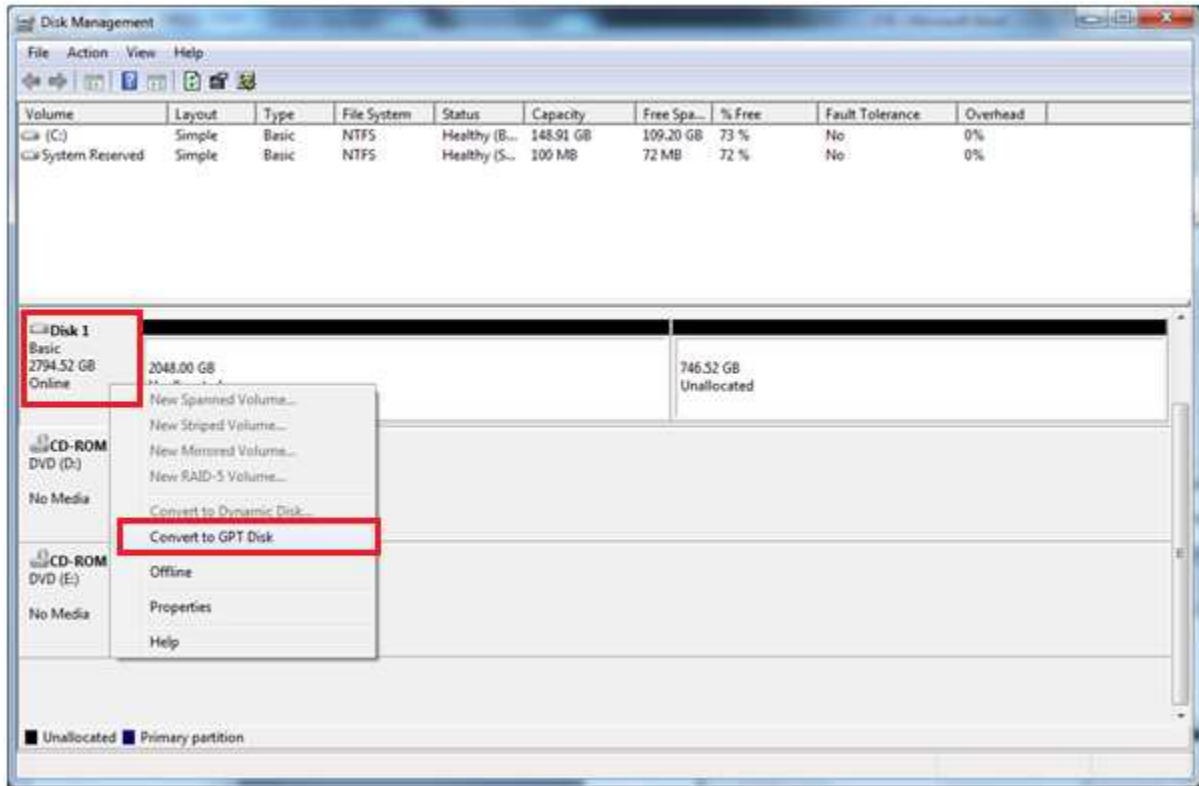 Disk Management
File Action View Help
Volume Layout Type File System Status Capacity Free Spa... % Free Fault Tolerance Overhead
(C:) Simple Basic NTFS Healthy (B... 148.91 GB 109.20 GB 73 % No 0%
System Reserved Simple Basic NTFS Healthy (S... 100 MB 72 MB 72 % No 0%
Disk 1
Basic
2794.52 GB
Online
2048.00 GB
746.52 GB
Unallocated
New Spanned Volume...
New Striped Volume...
New Mirrored Volume...
New RAID-5 Volume...
Convert to Dynamic Disk...
Convert to GPT Disk
Offline
Properties
Help
CD-ROM
DVD (D:)
No Media
CD-ROM
DVD (E:)
No Media
Unallocated Primary partition